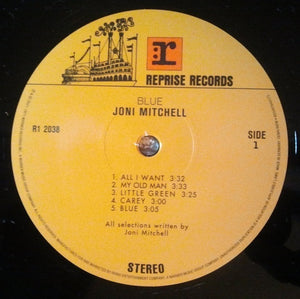 r
REPRISE RECORDS
BLUE
JONI MITCHELL
R1 2038
SIDE
1
1. ALL I WANT 3:32
2. MY OLD MAN 3:33
3. LITTLE GREEN 3:25
4. CAREY 3:00
5. BLUE 3:05
All selections written by
Joni Mitchell
STEREO